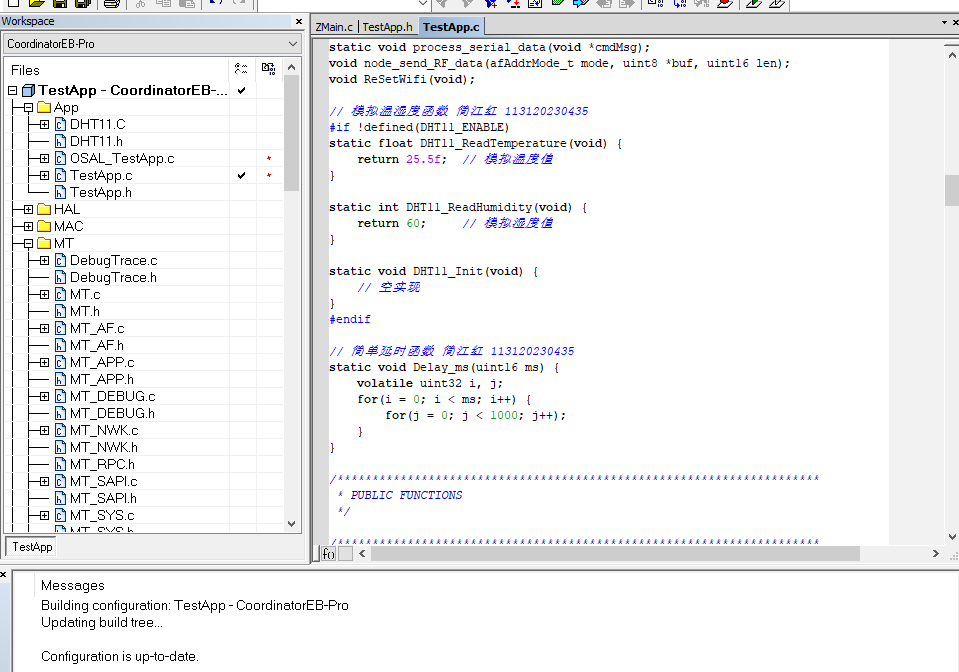 Workspace
CoordinatorEB-Pro
Files
TestApp - CoordinatorEB-...
App
DHT11.C
DHT11.h
OSAL_TestApp.c
TestApp.c
TestApp.h
HAL
MAC
MT
DebugTrace.c
DebugTrace.h
MT.c
MT.h
MT_AF.c
MT_AF.h
MT_APP.c
MT_APP.h
MT_DEBUG.c
MT_DEBUG.h
MT_NWK.c
MT_NWK.h
MT_RPC.h
MT_SAPI.c
MT_SAPI.h
MT_SYS.c
MT_SYS.h
TestApp
ZMain.c | TestApp.h TestApp.c
static void process_serial_data(void *cmdMsg);
void node_send_RF_data(afAddrMode_t mode, uint8 *buf, uint16 len);
void ReSetWifi(void);
// 模拟温湿度函数 简江红 113120230435
#if !defined(DHT11_ENABLE)
static float DHT11_ReadTemperature(void) {
return 25.5f; // 模拟温度值
}
static int DHT11_ReadHumidity(void) {
return 60; // 模拟湿度值
}
static void DHT11_Init(void) {
// 空实现
}
#endif
// 简单延时函数 简江红 113120230435
static void Delay_ms(uint16 ms) {
volatile uint32 i, j;
for(i = 0; i < ms; i++) {
for(j = 0; j < 1000; j++);
}
}
/*********************************************************************
* PUBLIC FUNCTIONS
*/
/*********************************************************************
f()
Messages
Building configuration: TestApp - CoordinatorEB-Pro
Updating build tree...
Configuration is up-to-date.